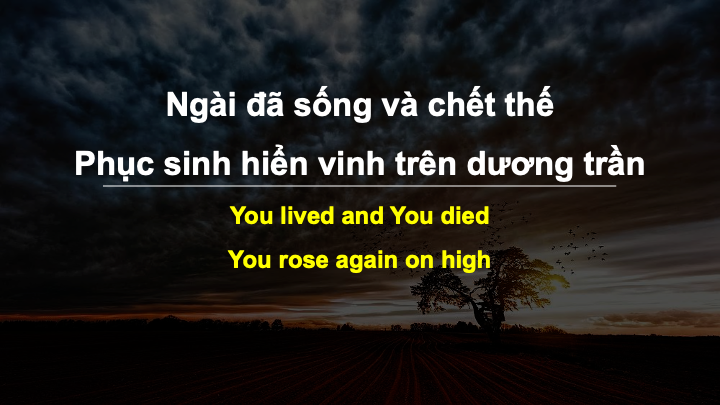 Ngài đã sống và chết thế
Phục sinh hiển vinh trên dương trần
You lived and You died
You rose again on high